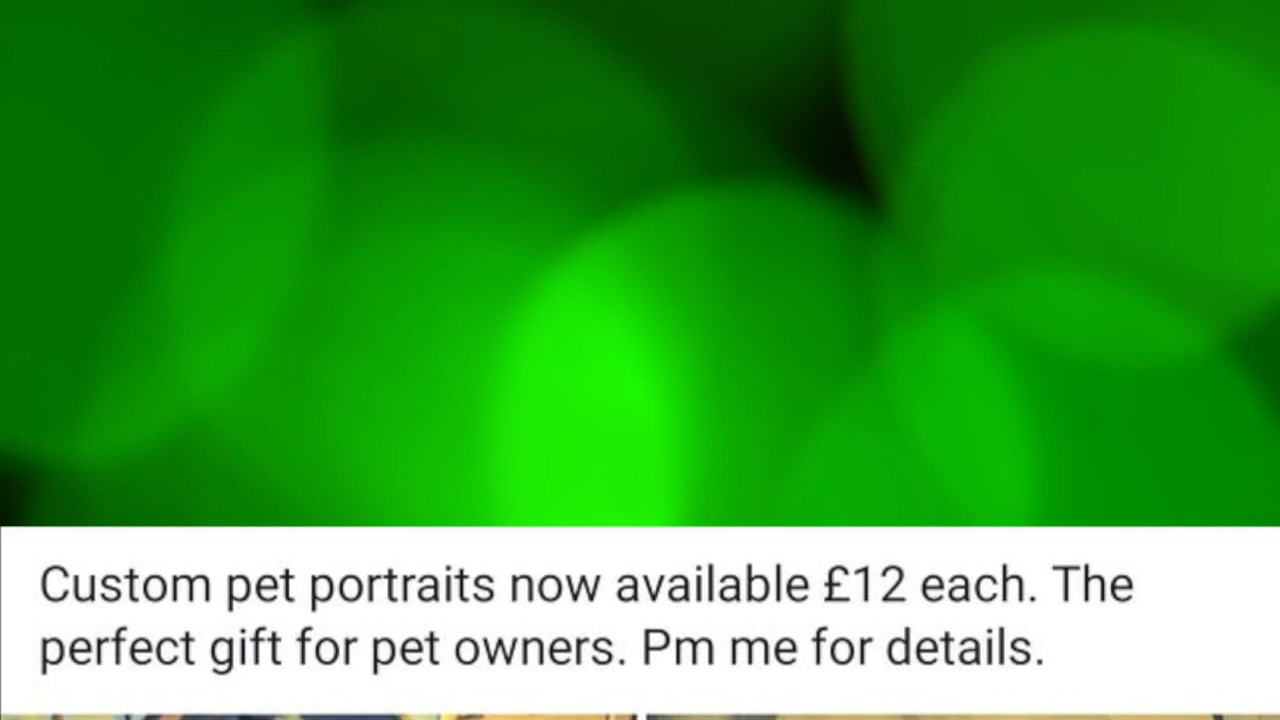 Custom pet portraits now available £12 each. The
perfect gift for pet owners. Pm me for details.